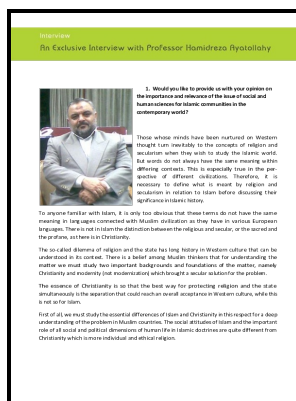 Interview
An Exclusive Interview with Professor Hamidreza Ayatollahy
1. Would you like to provide us with your opinion on
the importance and relevance of the issue of social and
human sciences for Islamic communities in the
contemporary world?
Those whose minds have been nurtured on Western
thought turn inevitably to the concepts of religion and
secularism when they wish to study the Islamic world.
But words do not always have the same meaning within
differing contexts. This is especially true in the per-
spective of different civilizations. Therefore, it is
necessary to define what is meant by religion and
secularism in relation to Islam before discussing their
significance in Islamic history.
To anyone familiar with Islam, it is only too obvious that these terms do not have the same
meaning in languages connected with Muslim civilization as they have in various European
languages. There is not in Islam the distinction between the religious and secular, or the sacred and
the profane, as there is in Christianity.
The so-called dilemma of religion and the state has long history in Western culture that can be
understood in its context. There is a belief among Muslim thinkers that for understanding the
matter we must study two important backgrounds and foundations of the matter, namely
Christianity and modernity (not modernization) which brought a secular solution for the problem.
The essence of Christianity is so that the best way for protecting religion and the state
simultaneously is the separation that could reach an overall acceptance in Western culture, while this
is not so for Islam.
First of all, we must study the essential differences of Islam and Christianity in this respect for a deep
understanding of the problem in Muslim countries. The social attitudes of Islam and the important
role of all social and political dimensions of human life in Islamic doctrines are quite different from
Christianity which is more individual and ethical religion.